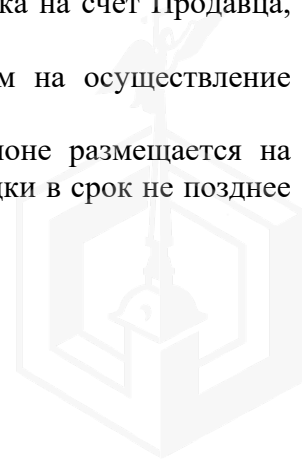 ка на счет Продавца,
м на осуществление
ионе размещается на
дки в срок не позднее